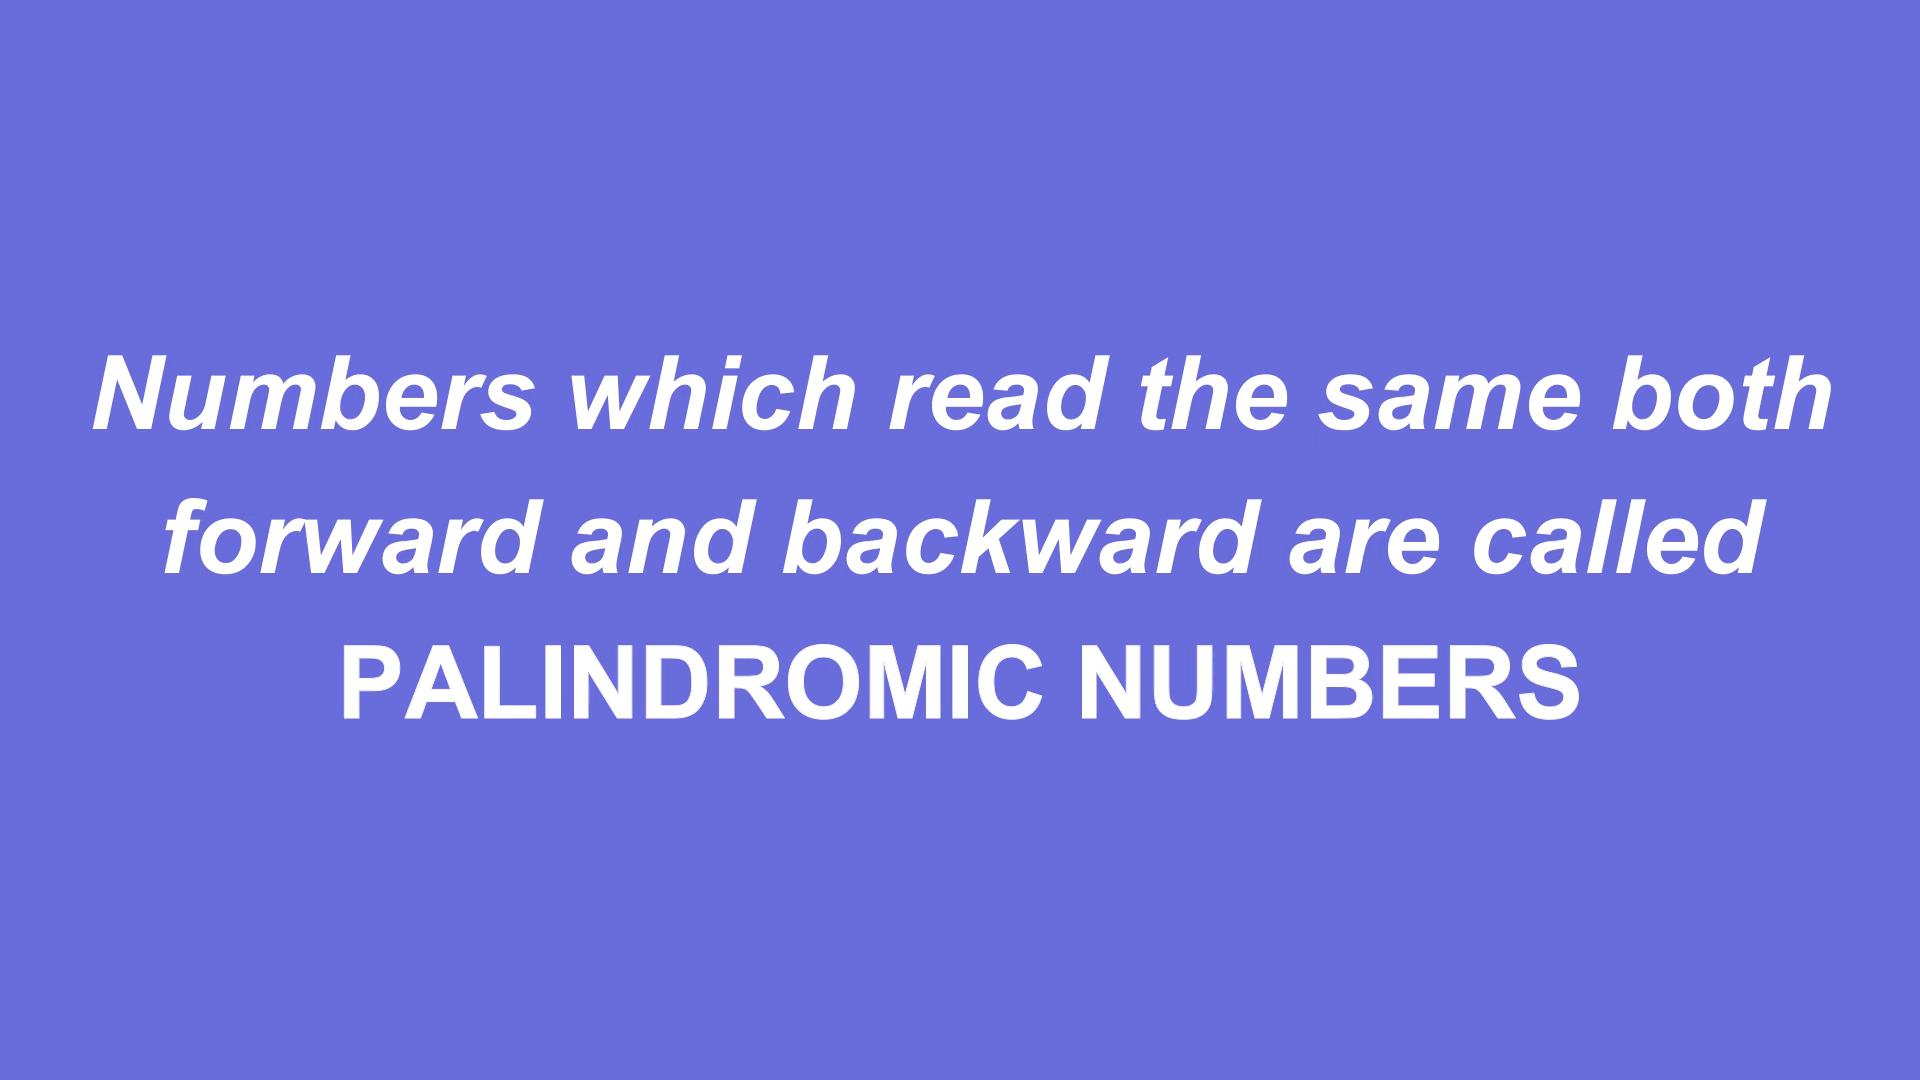 Numbers which read the same both
forward and backward are called
PALINDROMIC NUMBERS